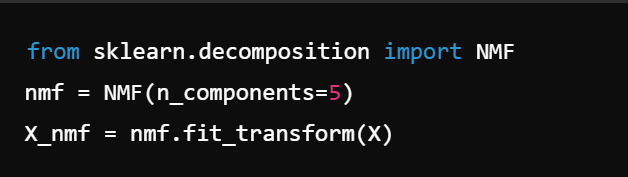 from sklearn.decomposition import NMF
nmf = NMF(n_components=5)
X_nmf = nmf.fit_transform(X)